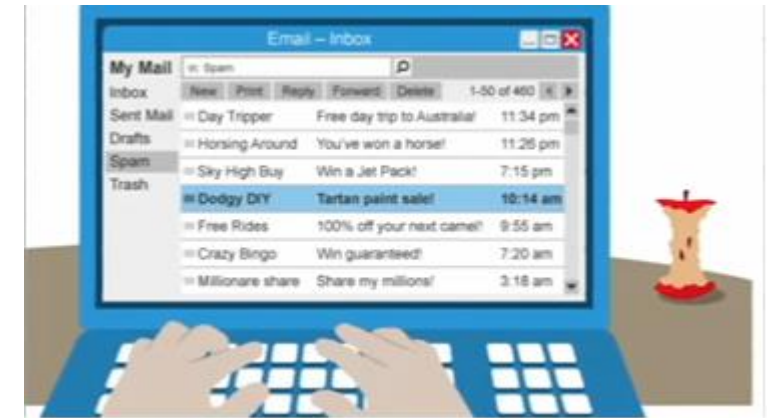 Email – Inbox
My Mail in: Spam
Inbox New Print Reply Forward Delete 1-50 of 460
Sent Mail Day Tripper Free day trip to Australia! 11:34 pm
Drafts Horsing Around You've won a horse! 11:26 pm
Spam Sky High Buy Win a Jet Pack! 7:15 pm
Trash
Dodgy DIY Tartan paint sale! 10:14 am
Free Rides 100% off your next camel! 9:55 am
Crazy Bingo Win guaranteed! 7:20 am
Millionare share Share my millions! 3:18 am